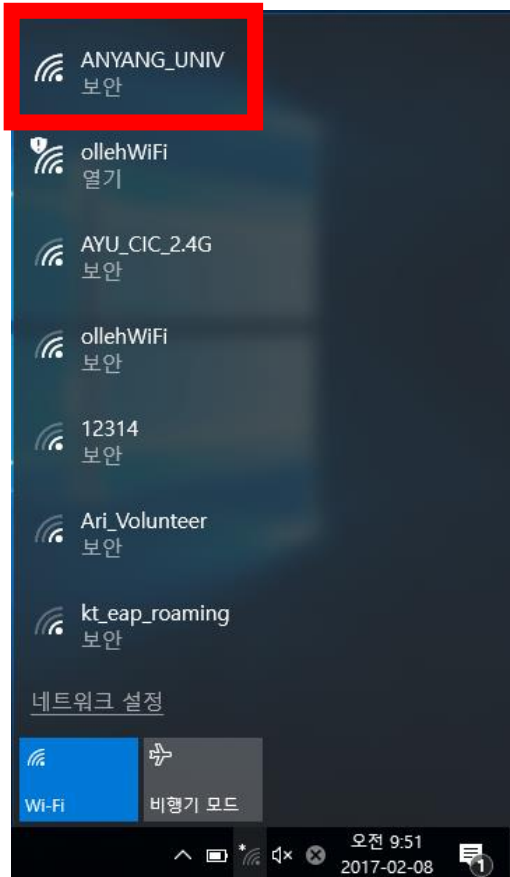 ANYANG_UNIV
보안
ollehWiFi
열기
AYU_CIC_2.4G
보안
ollehWiFi
보안
12314
보안
Ari_Volunteer
보안
kt_eap_roaming
보안
네트워크 설정
Wi-Fi
비행기 모드
오전 9:51
2017-02-08
1